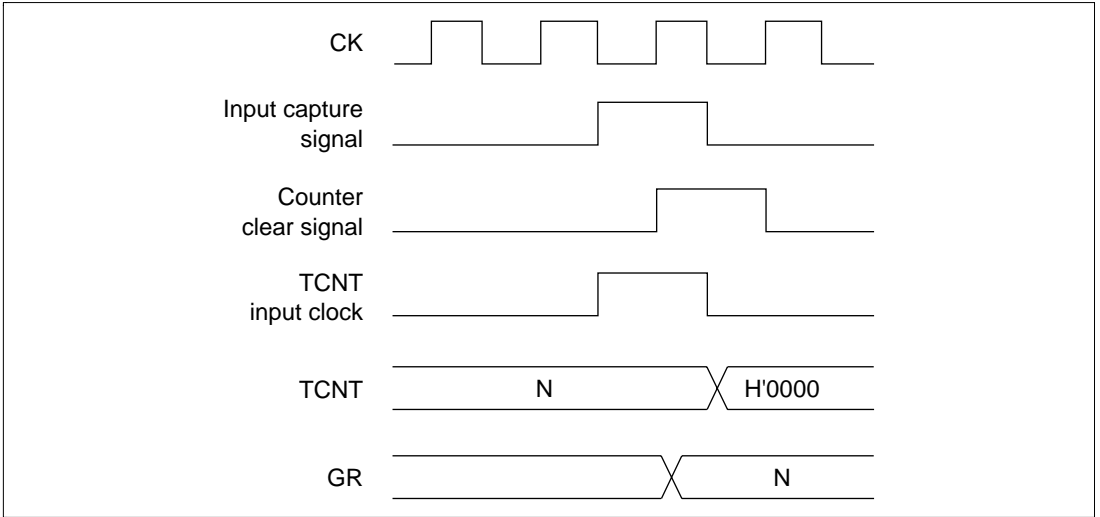 CK
Input capture
signal
Counter
clear signal
TCNT
input clock
TCNT
N
H'0000
GR
N